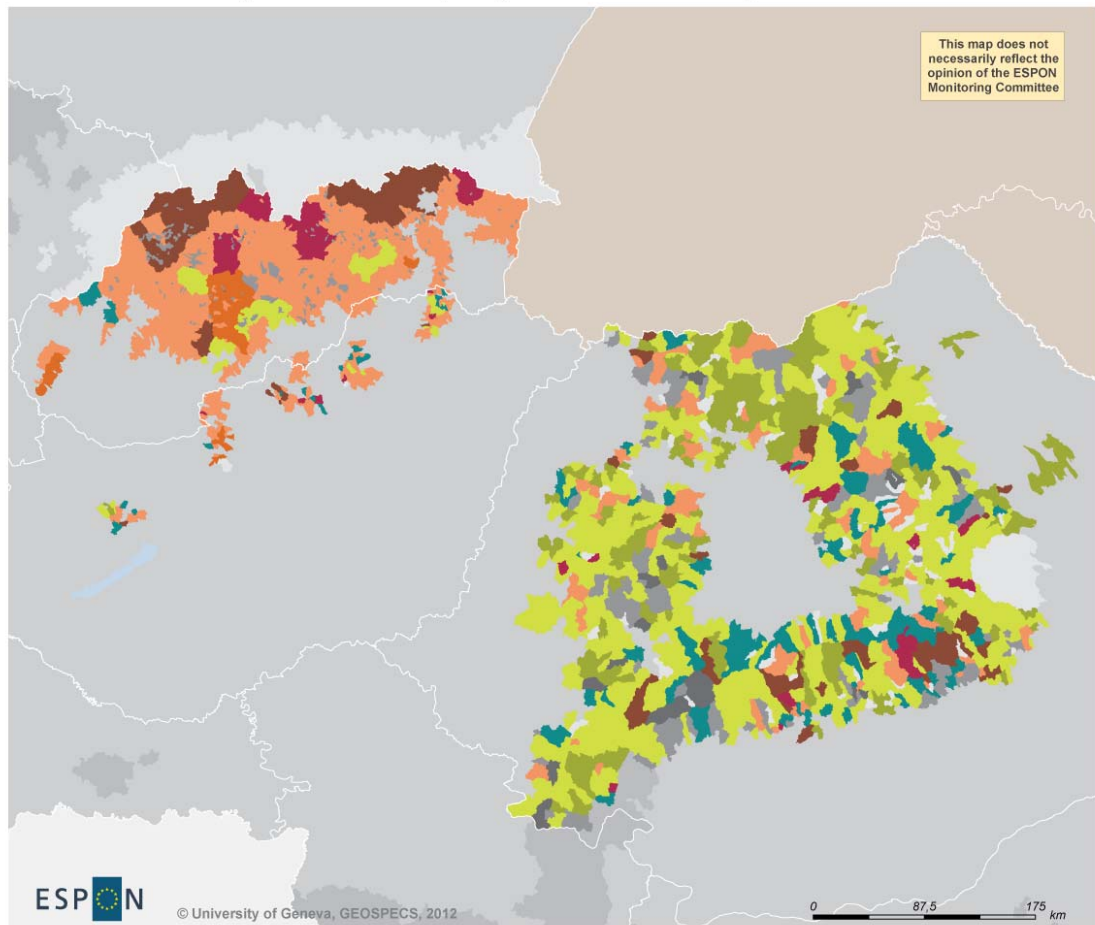 This map does not
necessarily reflect the
opinion of the ESPON
Monitoring Committee
ESPON
© University of Geneva, GEOSPECS, 2012
0 87,5 175
km